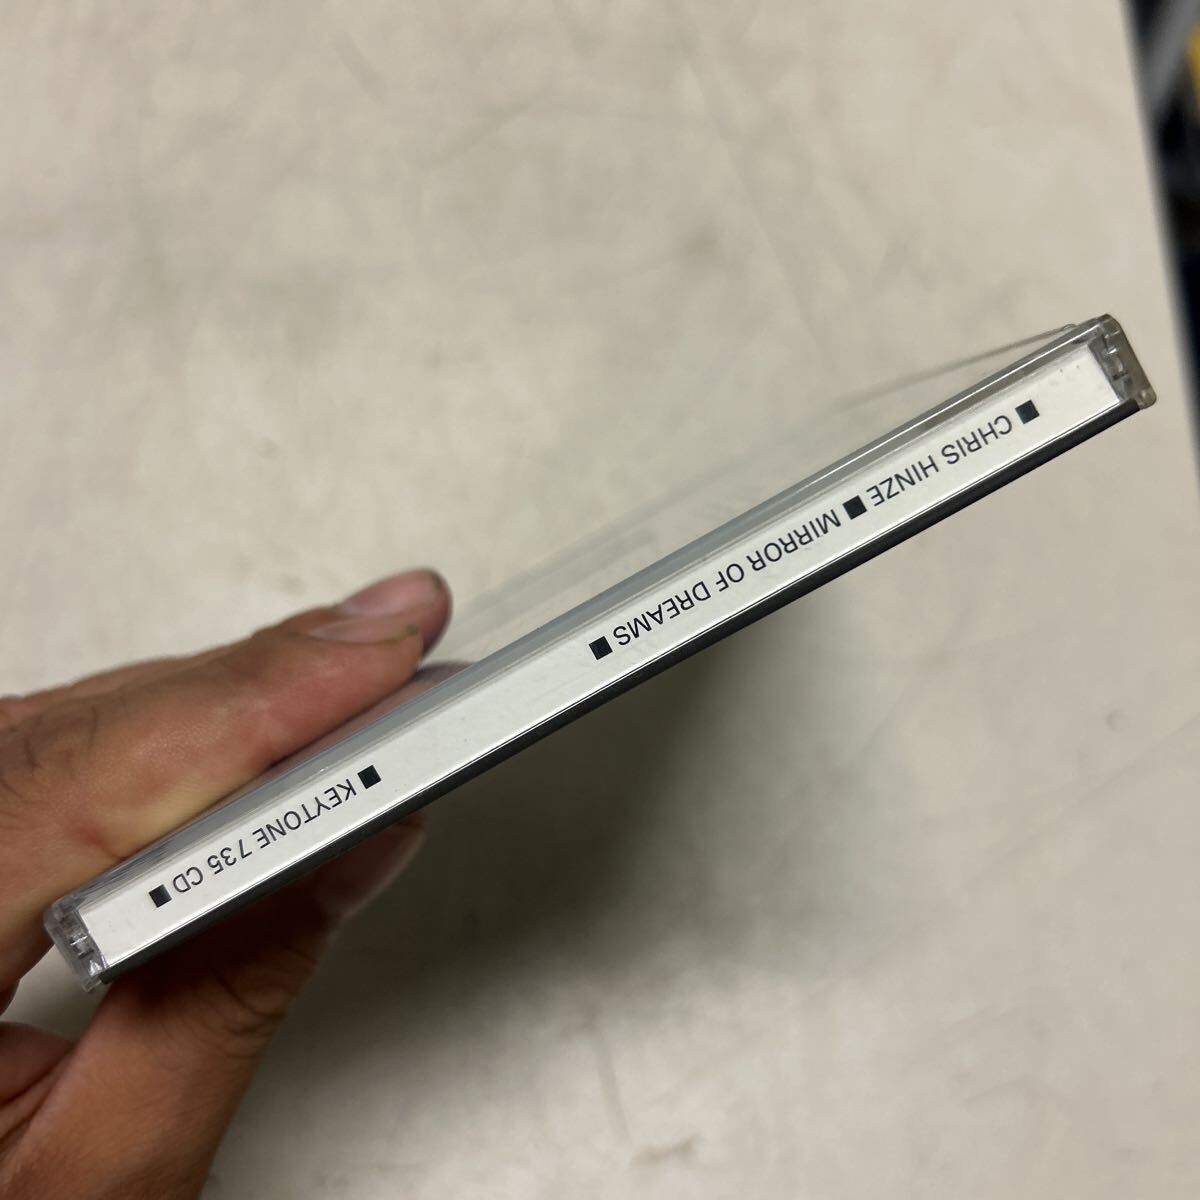 ■ CHRIS HINZE ■ MIRROR OF DREAMS ■ ■ KEYTONE 735 CD ■